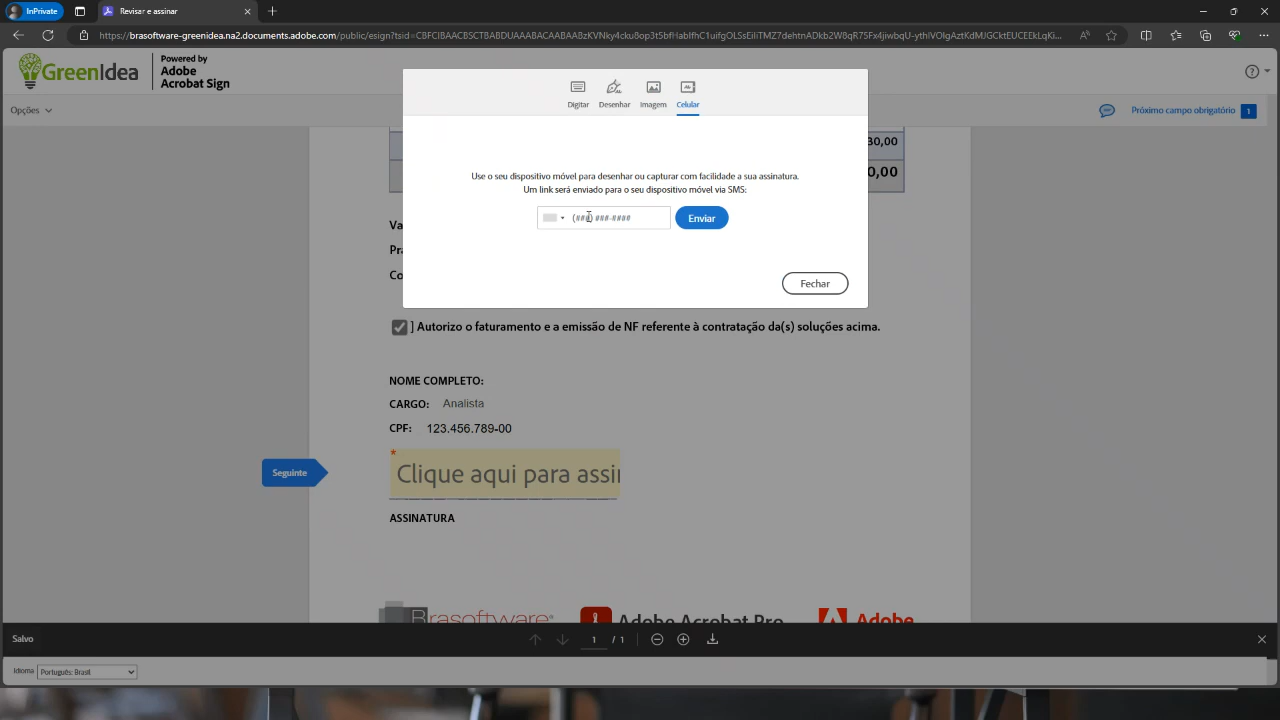 InPrivate
Revisar e assinar
https://brasoftware-greenidea.na2.documents.adobe.com/public/esign?tsid=
GreenIdea
Powered by
Adobe
Acrobat Sign
Opções
Próximo campo obrigatório 1
Digitar Desenhar Imagem Celular
30,00
0,00
Use o seu dispositivo móvel para desenhar ou capturar com facilidade a sua assinatura.
Um link será enviado para o seu dispositivo móvel via SMS:
(###) ###-#### Enviar
Va
Pra
Co
Fechar
] Autorizo o faturamento e a emissão de NF referente à contratação da(s) soluções acima.
NOME COMPLETO:
CARGO: Analista
CPF: 123.456.789-00
Seguinte
* Clique aqui para assi
ASSINATURA
Brasoftware Adobe Acrobat Pro Adobe
Salvo
1 / 1
Idioma Português: Brasil